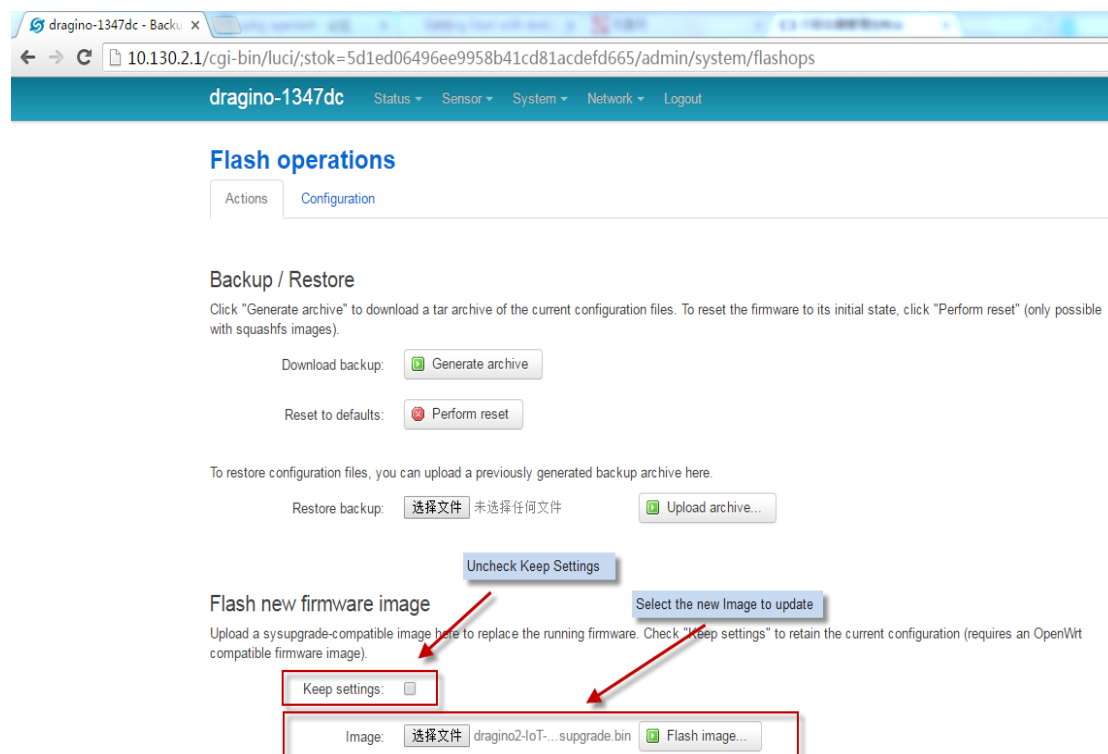 dragino-1347dc - Backu
10.130.2.1/cgi-bin/luci/;stok=5d1ed06496ee9958b41cd81acdefd665/admin/system/flashops
dragino-1347dc Status Sensor System Network Logout
Flash operations
Actions Configuration
Backup / Restore
Click "Generate archive" to download a tar archive of the current configuration files. To reset the firmware to its initial state, click "Perform reset" (only possible
with squashfs images).
Download backup: Generate archive
Reset to defaults: Perform reset
To restore configuration files, you can upload a previously generated backup archive here.
Restore backup: 选择文件 未选择任何文件 Upload archive...
Uncheck Keep Settings
Select the new Image to update
Flash new firmware image
Upload a sysupgrade-compatible image here to replace the running firmware. Check "Keep settings" to retain the current configuration (requires an OpenWrt
compatible firmware image).
Keep settings:
Image: 选择文件 dragino2-IoT-...supgrade.bin Flash image...